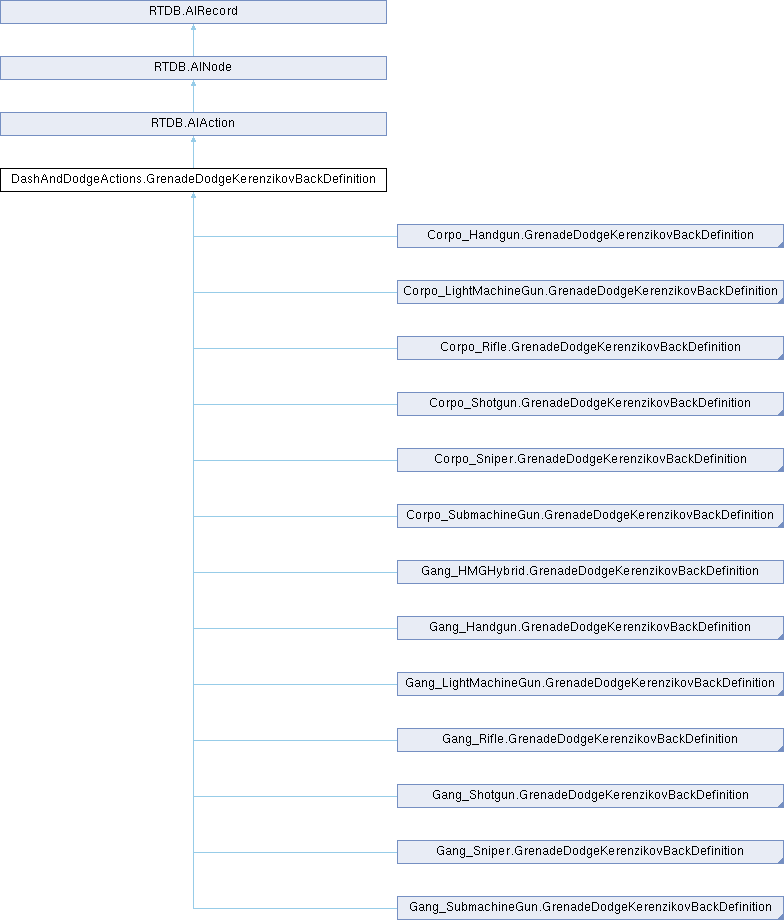 RTDB.AIRecord
RTDB.AINode
RTDB.AIAction
DashAndDodgeActions.GrenadeDodgeKerenzikovBackDefinition
Corpo_Handgun.GrenadeDodgeKerenzikovBackDefinition
Corpo_LightMachineGun.GrenadeDodgeKerenzikovBackDefinition
Corpo_Rifle.GrenadeDodgeKerenzikovBackDefinition
Corpo_Shotgun.GrenadeDodgeKerenzikovBackDefinition
Corpo_Sniper.GrenadeDodgeKerenzikovBackDefinition
Corpo_SubmachineGun.GrenadeDodgeKerenzikovBackDefinition
Gang_HMGHybrid.GrenadeDodgeKerenzikovBackDefinition
Gang_Handgun.GrenadeDodgeKerenzikovBackDefinition
Gang_LightMachineGun.GrenadeDodgeKerenzikovBackDefinition
Gang_Rifle.GrenadeDodgeKerenzikovBackDefinition
Gang_Shotgun.GrenadeDodgeKerenzikovBackDefinition
Gang_Sniper.GrenadeDodgeKerenzikovBackDefinition
Gang_SubmachineGun.GrenadeDodgeKerenzikovBackDefinition